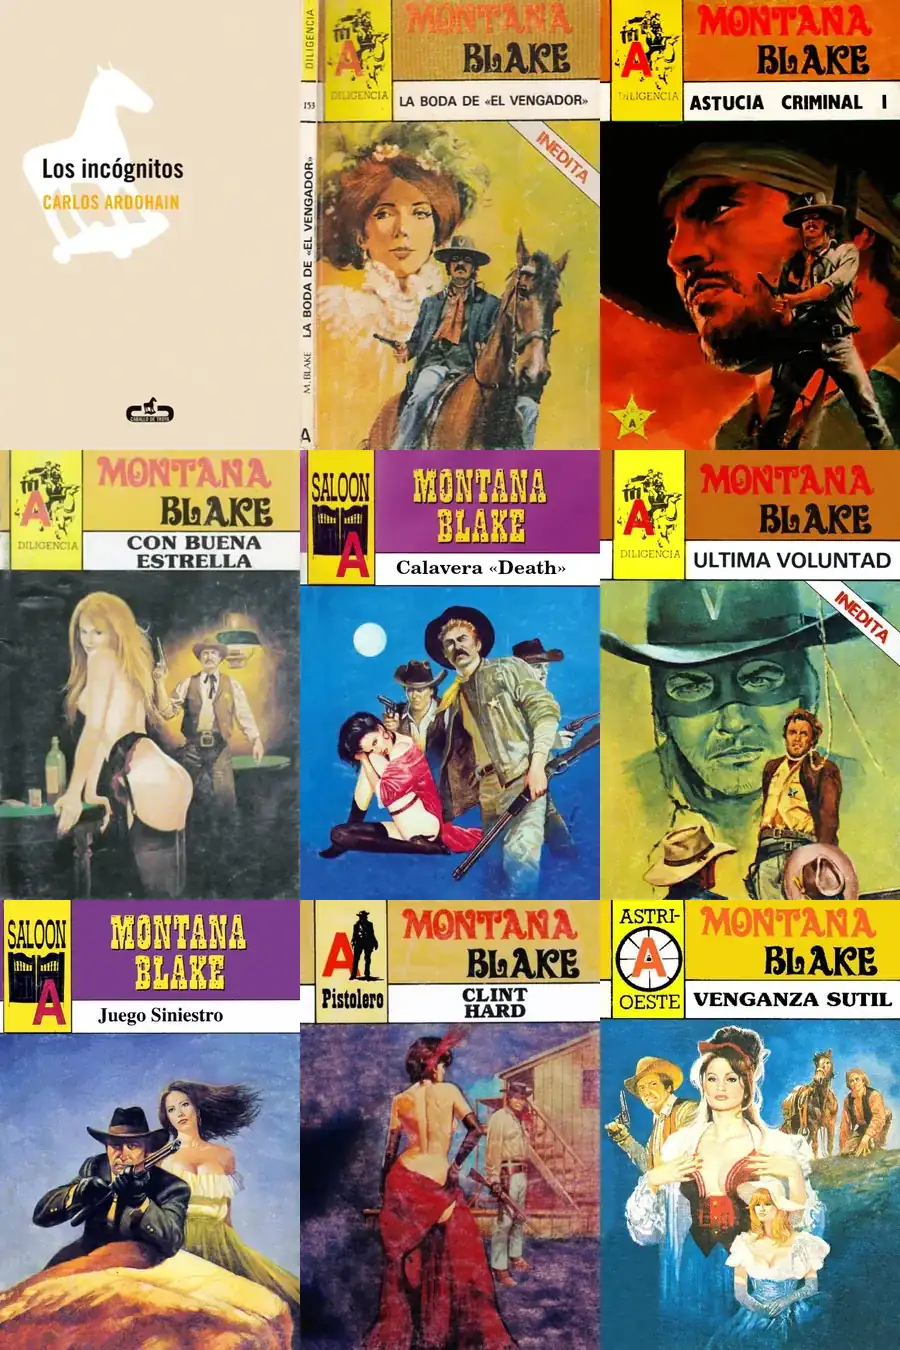 Los incógnitos
CARLOS ARDOHAIN
CABALLO DE TROYA
DILIGENCIA
153
LA BODA DE «EL VENGADOR»
M. BLAKE
A
A
DILIGENCIA
MONTANA
BLAKE
LA BODA DE «EL VENGADOR»
INEDITA
A
DILIGENCIA
MONTANA
BLAKE
ASTUCIA CRIMINAL I
A
A
DILIGENCIA
MONTANA
BLAKE
CON BUENA
ESTRELLA
SALOON
A
MONTANA
BLAKE
Calavera «Death»
A
DILIGENCIA
MONTANA
BLAKE
ULTIMA VOLUNTAD
INEDITA
V
SALOON
A
MONTANA
BLAKE
Juego Siniestro
A
Pistolero
MONTANA
BLAKE
CLINT
HARD
ASTRI-
A
OESTE
MONTANA
BLAKE
VENGANZA SUTIL